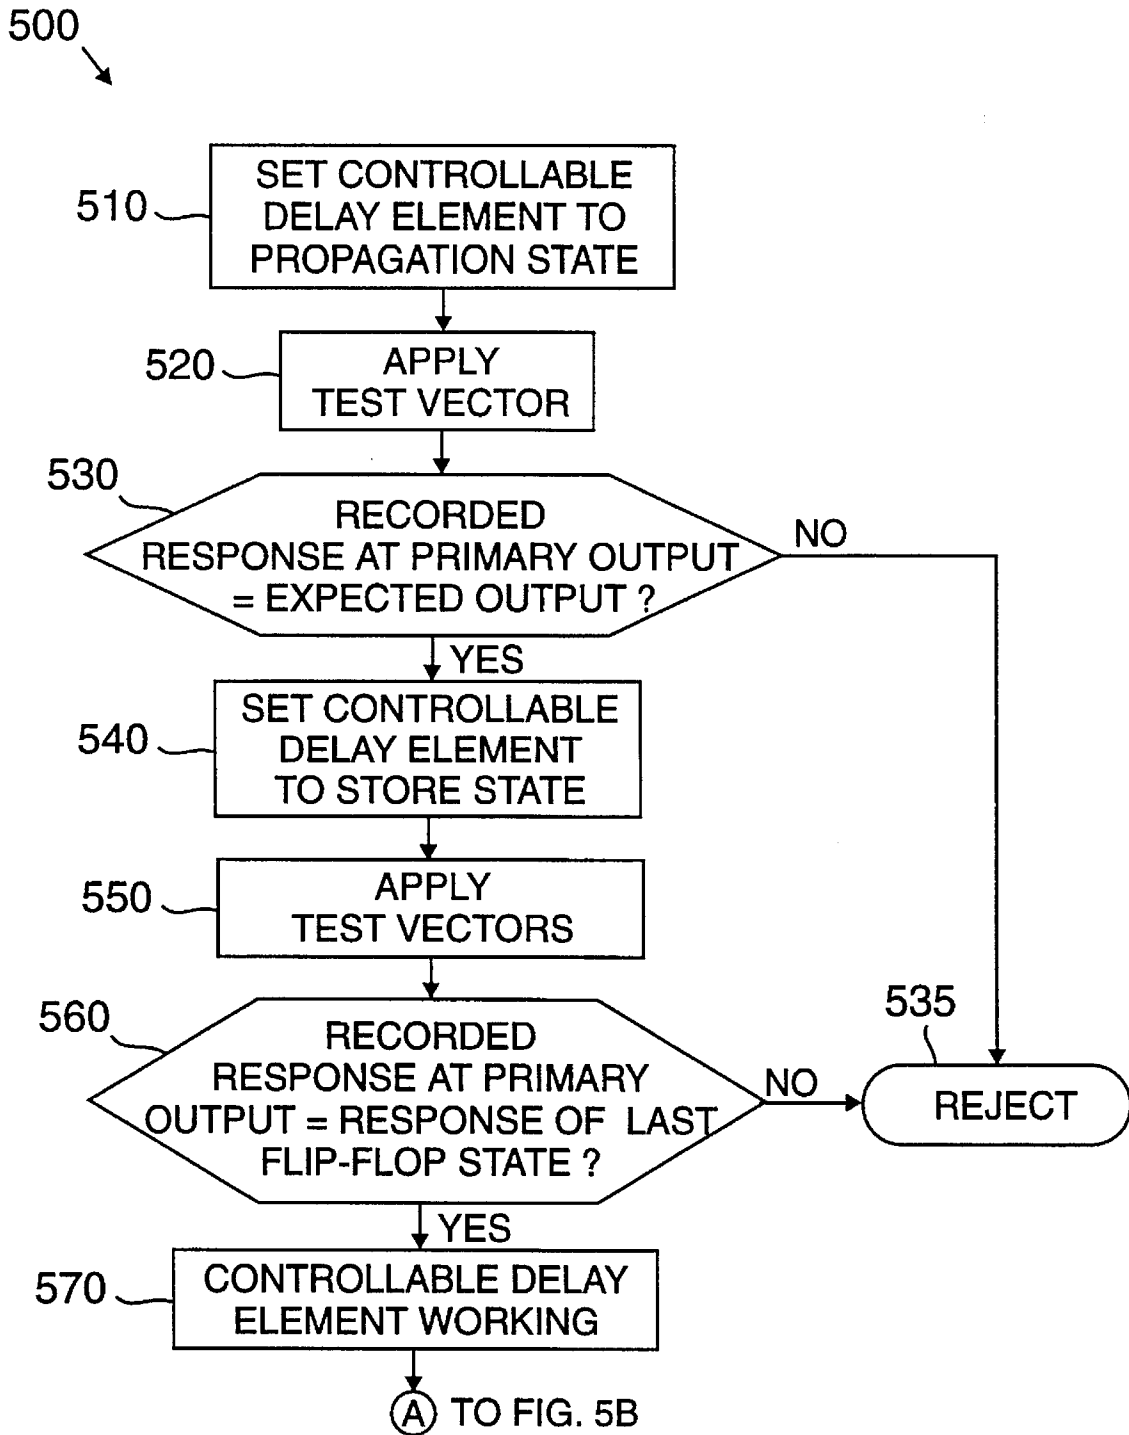 500
510
SET CONTROLLABLE
DELAY ELEMENT TO
PROPAGATION STATE
520
APPLY
TEST VECTOR
530
RECORDED
RESPONSE AT PRIMARY OUTPUT
= EXPECTED OUTPUT ?
NO
YES
540
SET CONTROLLABLE
DELAY ELEMENT
TO STORE STATE
550
APPLY
TEST VECTORS
560
RECORDED
RESPONSE AT PRIMARY
OUTPUT = RESPONSE OF LAST
FLIP-FLOP STATE ?
NO
535
REJECT
YES
570
CONTROLLABLE DELAY
ELEMENT WORKING
A TO FIG. 5B